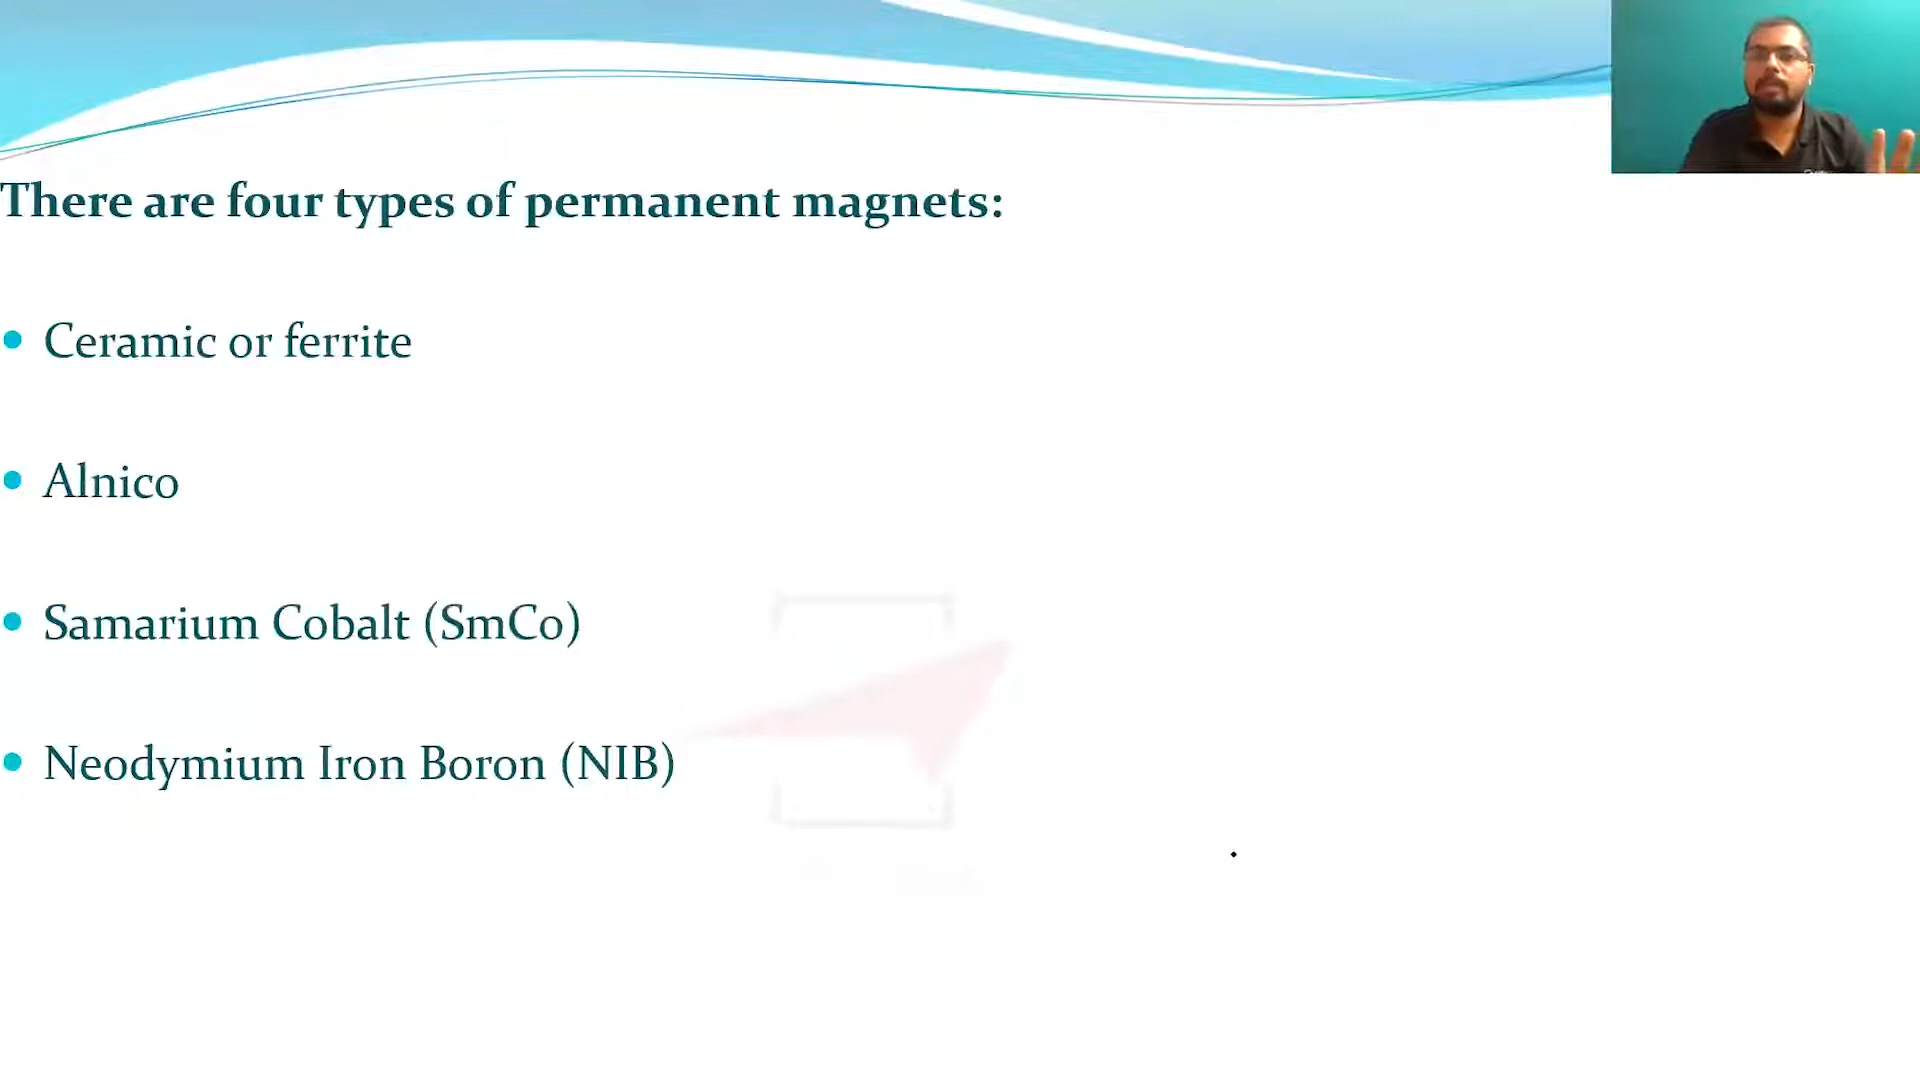 There are four types of permanent magnets:
Ceramic or ferrite
Alnico
Samarium Cobalt (SmCo)
Neodymium Iron Boron (NIB)